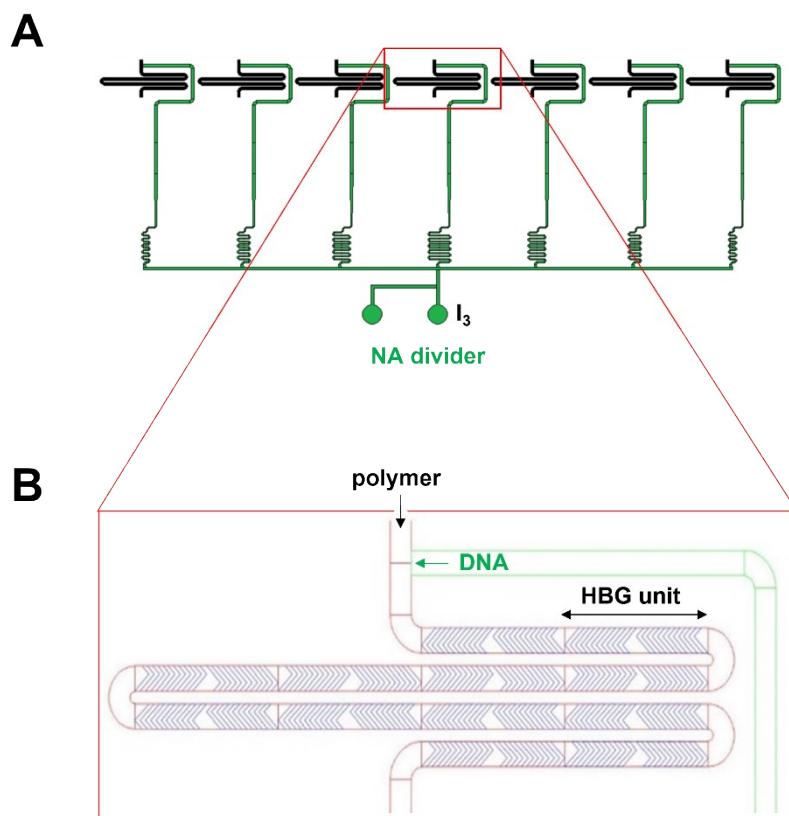 A
I₃
NA divider
B
polymer
DNA
HBG unit